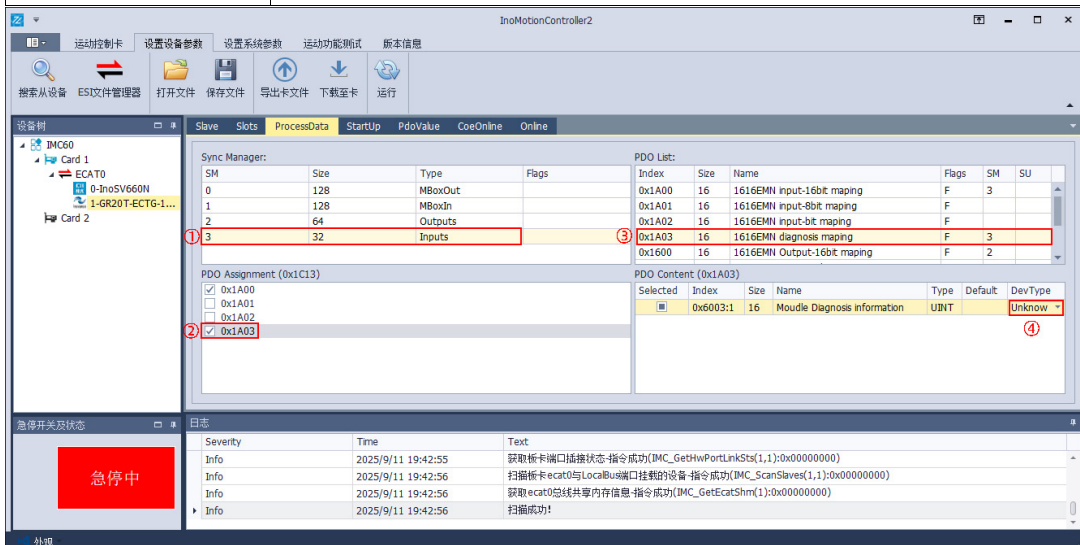 InoMotionController2
运动控制卡 设置设备参数 设置系统参数 运动功能测试 版本信息
搜索从设备 ESI文件管理器 打开文件 保存文件 导出卡文件 下载至卡 运行
设备树
IMC60
Card 1
ECAT0
0-InoSV660N
1-GR20T-ECTG-1...
Card 2
Slave Slots ProcessData StartUp PdoValue CoeOnline Online
Sync Manager:
SM Size Type Flags
0 128 MBoxOut
1 128 MBoxIn
2 64 Outputs
① 3 32 Inputs
PDO List:
Index Size Name Flags SM SU
0x1A00 16 1616EMN input-16bit maping F 3
0x1A01 16 1616EMN input-8bit maping F
0x1A02 16 1616EMN input-bit maping F
③ 0x1A03 16 1616EMN diagnosis maping F 3
0x1600 16 1616EMN Output-16bit maping F 2
PDO Assignment (0x1C13)
0x1A00
0x1A01
0x1A02
② 0x1A03
PDO Content (0x1A03)
Selected Index Size Name Type Default DevType
0x6003:1 16 Moudle Diagnosis information UINT Unknow
④
急停开关及状态
急停中
日志
Severity Time Text
Info 2025/9/11 19:42:55 获取板卡端口插接状态-指令成功(IMC_GetHwPortLinkSts(1,1):0x00000000)
Info 2025/9/11 19:42:56 扫描板卡ecat0与LocalBus端口挂载的设备-指令成功(IMC_ScanSlaves(1,1):0x00000000)
Info 2025/9/11 19:42:56 获取ecat0总线共享内存信息-指令成功(IMC_GetEcatShm(1):0x00000000)
Info 2025/9/11 19:42:56 扫描成功!
外观